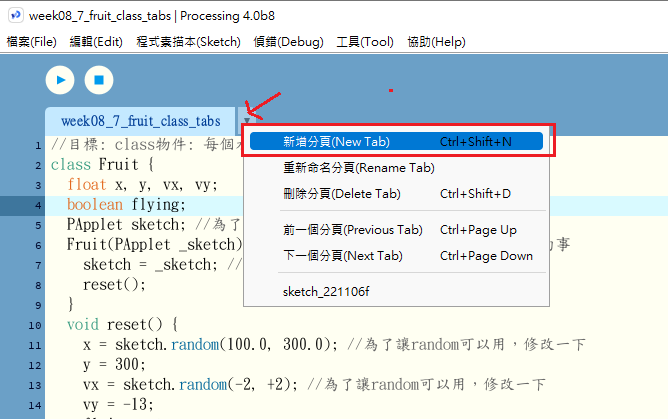 week08_7_fruit_class_tabs | Processing 4.0b8
檔案(File) 編輯(Edit) 程式素描本(Sketch) 偵錯(Debug) 工具(Tool) 協助(Help)
week08_7_fruit_class_tabs
新增分頁(New Tab) Ctrl+Shift+N
重新命名分頁(Rename Tab)
刪除分頁(Delete Tab) Ctrl+Shift+D
前一個分頁(Previous Tab) Ctrl+Page Up
下一個分頁(Next Tab) Ctrl+Page Down
sketch_221106f
1 //目標: class物件: 每個
2 class Fruit {
3 float x, y, vx, vy;
4 boolean flying;
5 PApplet sketch; //為了
6 Fruit(PApplet _sketch) 的事
7 sketch = _sketch; //
8 reset();
9 }
10 void reset() {
11 x = sketch.random(100.0, 300.0); //為了讓random可以用，修改一下
12 y = 300;
13 vx = sketch.random(-2, +2); //為了讓random可以用，修改一下
14 vy = -13;